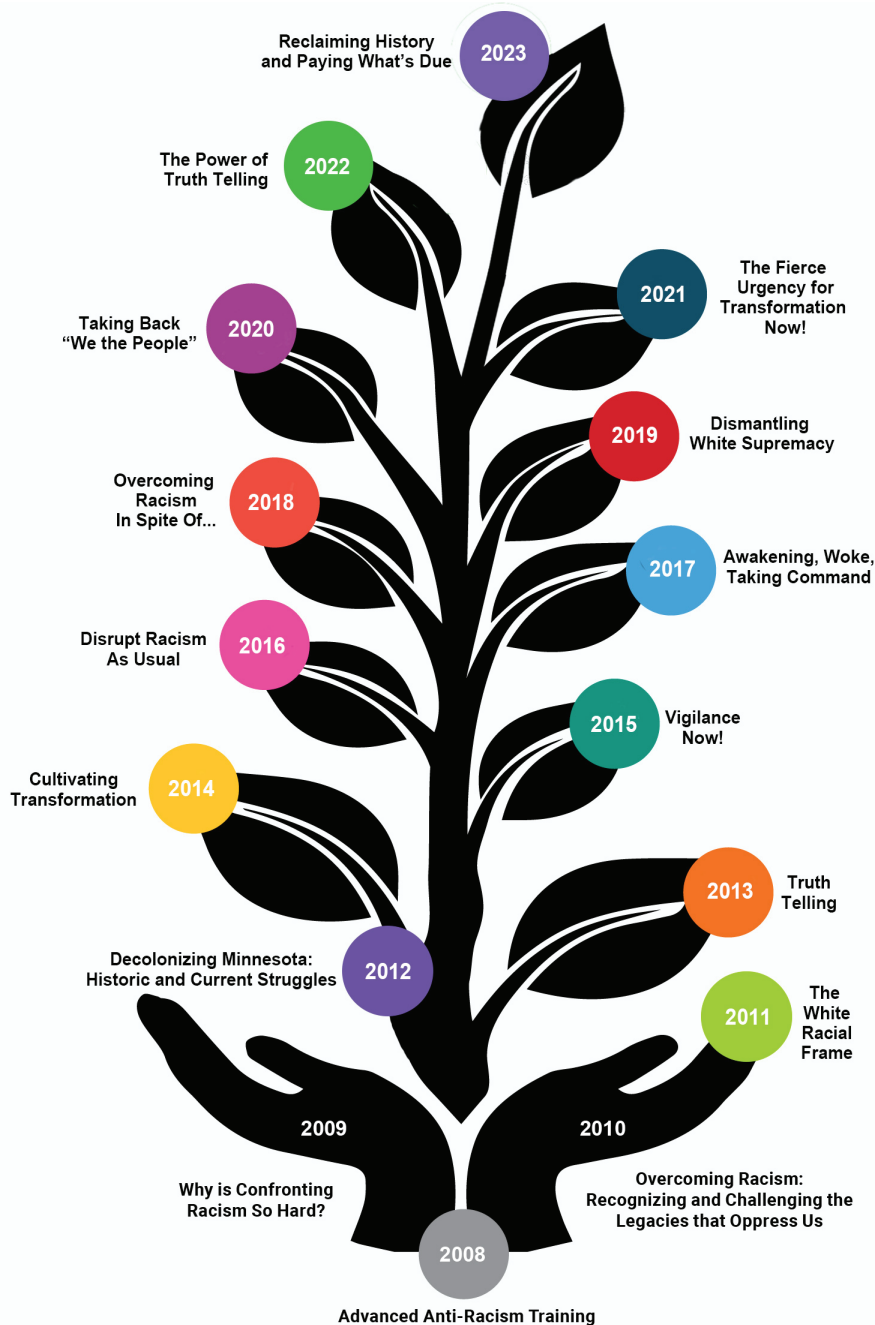 Reclaiming History
and Paying What's Due
2023
The Power of
Truth Telling
2022
The Fierce
Urgency for
Transformation
Now!
2021
Taking Back
“We the People”
2020
Dismantling
White Supremacy
2019
Overcoming
Racism
In Spite Of...
2018
Awakening, Woke,
Taking Command
2017
Disrupt Racism
As Usual
2016
Vigilance
Now!
2015
Cultivating
Transformation
2014
Truth
Telling
2013
Decolonizing Minnesota:
Historic and Current Struggles
2012
The
White
Racial
Frame
2011
2009
Why is Confronting
Racism So Hard?
2010
Overcoming Racism:
Recognizing and Challenging the
Legacies that Oppress Us
2008
Advanced Anti-Racism Training